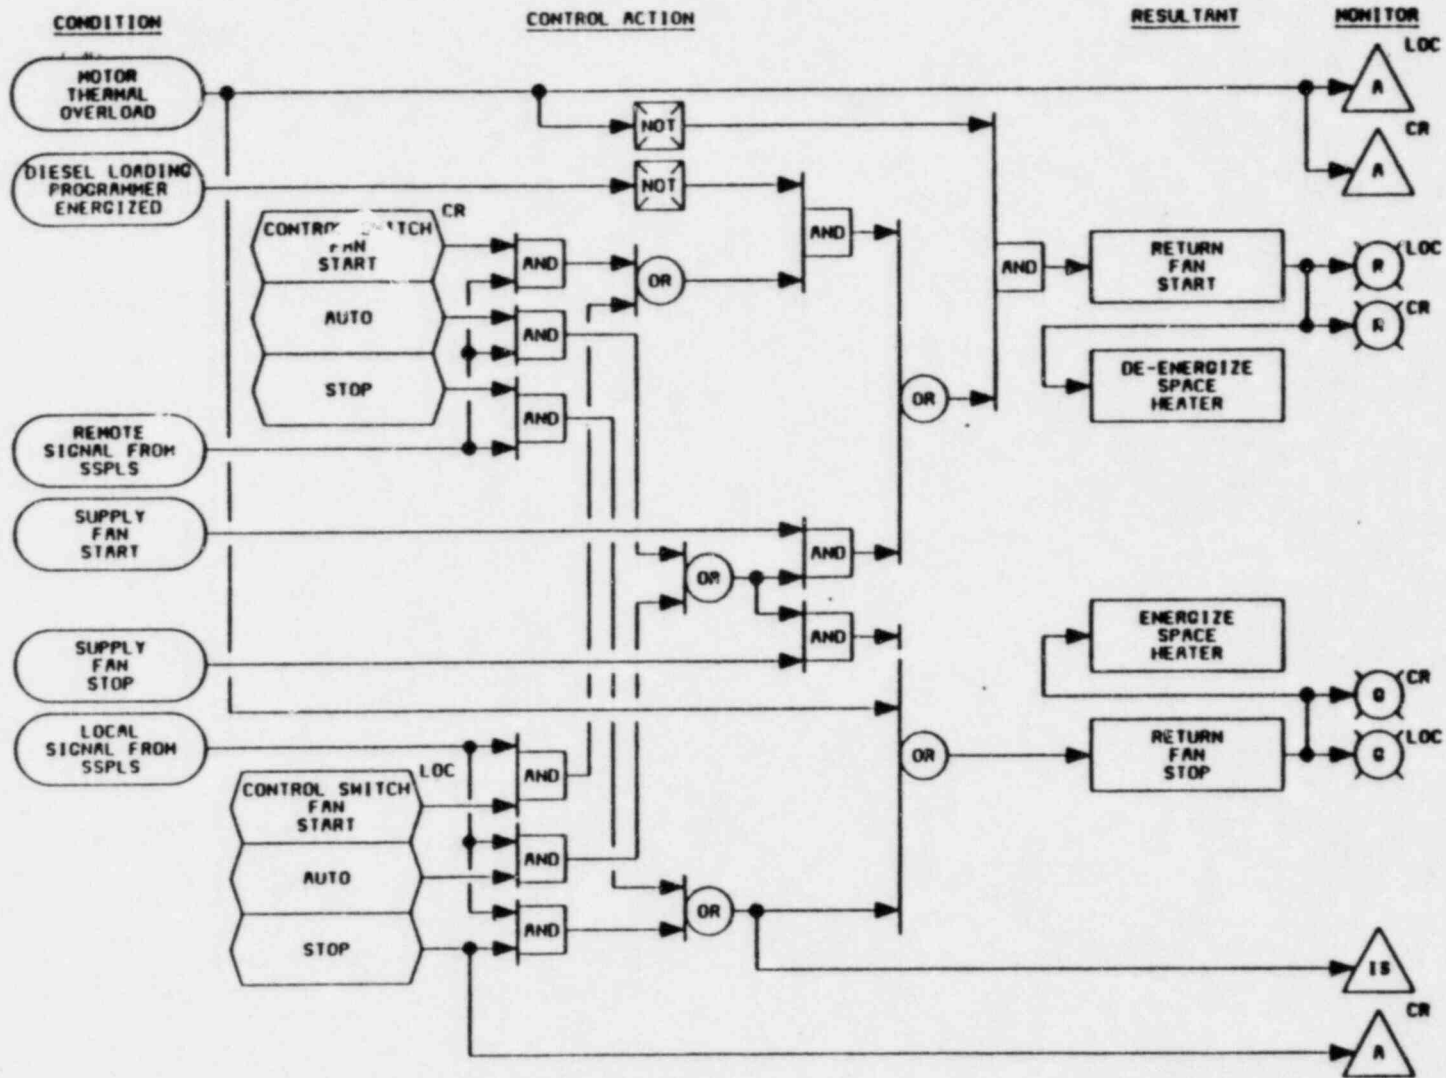 CONDITION
CONTROL ACTION
RESULTANT
MONITOR
MOTOR
THERMAL
OVERLOAD
LOC
A
CR
A
NOT
DIESEL LOADING
PROGRAMMER
ENERGIZED
NOT
CR
CONTROL
FAN
START
AUTO
STOP
AND
AND
AND
OR
AND
OR
AND
RETURN
FAN
START
LOC
R
CR
R
DE-ENERGIZE
SPACE
HEATER
REMOTE
SIGNAL FROM
SSPLS
SUPPLY
FAN
START
OR
AND
AND
ENERGIZE
SPACE
HEATER
SUPPLY
FAN
STOP
CR
G
LOCAL
SIGNAL FROM
SSPLS
OR
RETURN
FAN
STOP
LOC
G
LOC
CONTROL SWITCH
FAN
START
AUTO
STOP
AND
AND
AND
OR
IS
CR
A